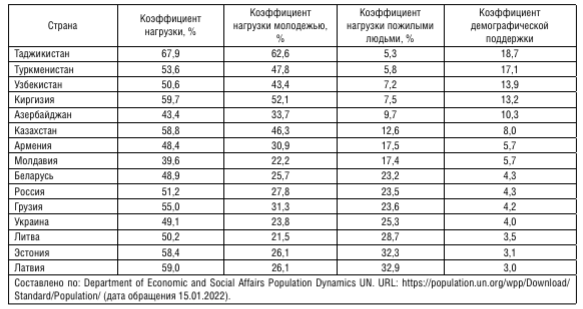 Страна Коэффициент нагрузки, % Коэффициент нагрузки молодежью, % Коэффициент нагрузки пожилыми людьми, % Коэффициент демографической поддержки
Таджикистан 67,9 62,6 5,3 18,7
Туркменистан 53,6 47,8 5,8 17,1
Узбекистан 50,6 43,4 7,2 13,9
Киргизия 59,7 52,1 7,5 13,2
Азербайджан 43,4 33,7 9,7 10,3
Казахстан 58,8 46,3 12,6 8,0
Армения 48,4 30,9 17,5 5,7
Молдавия 39,6 22,2 17,4 5,7
Беларусь 48,9 25,7 23,2 4,3
Россия 51,2 27,8 23,5 4,3
Грузия 55,0 31,3 23,6 4,2
Украина 49,1 23,8 25,3 4,0
Литва 50,2 21,5 28,7 3,5
Эстония 58,4 26,1 32,3 3,1
Латвия 59,0 26,1 32,9 3,0
Составлено по: Department of Economic and Social Affairs Population Dynamics UN. URL: https://population.un.org/wpp/Download/
Standard/Population/ (дата обращения 15.01.2022).